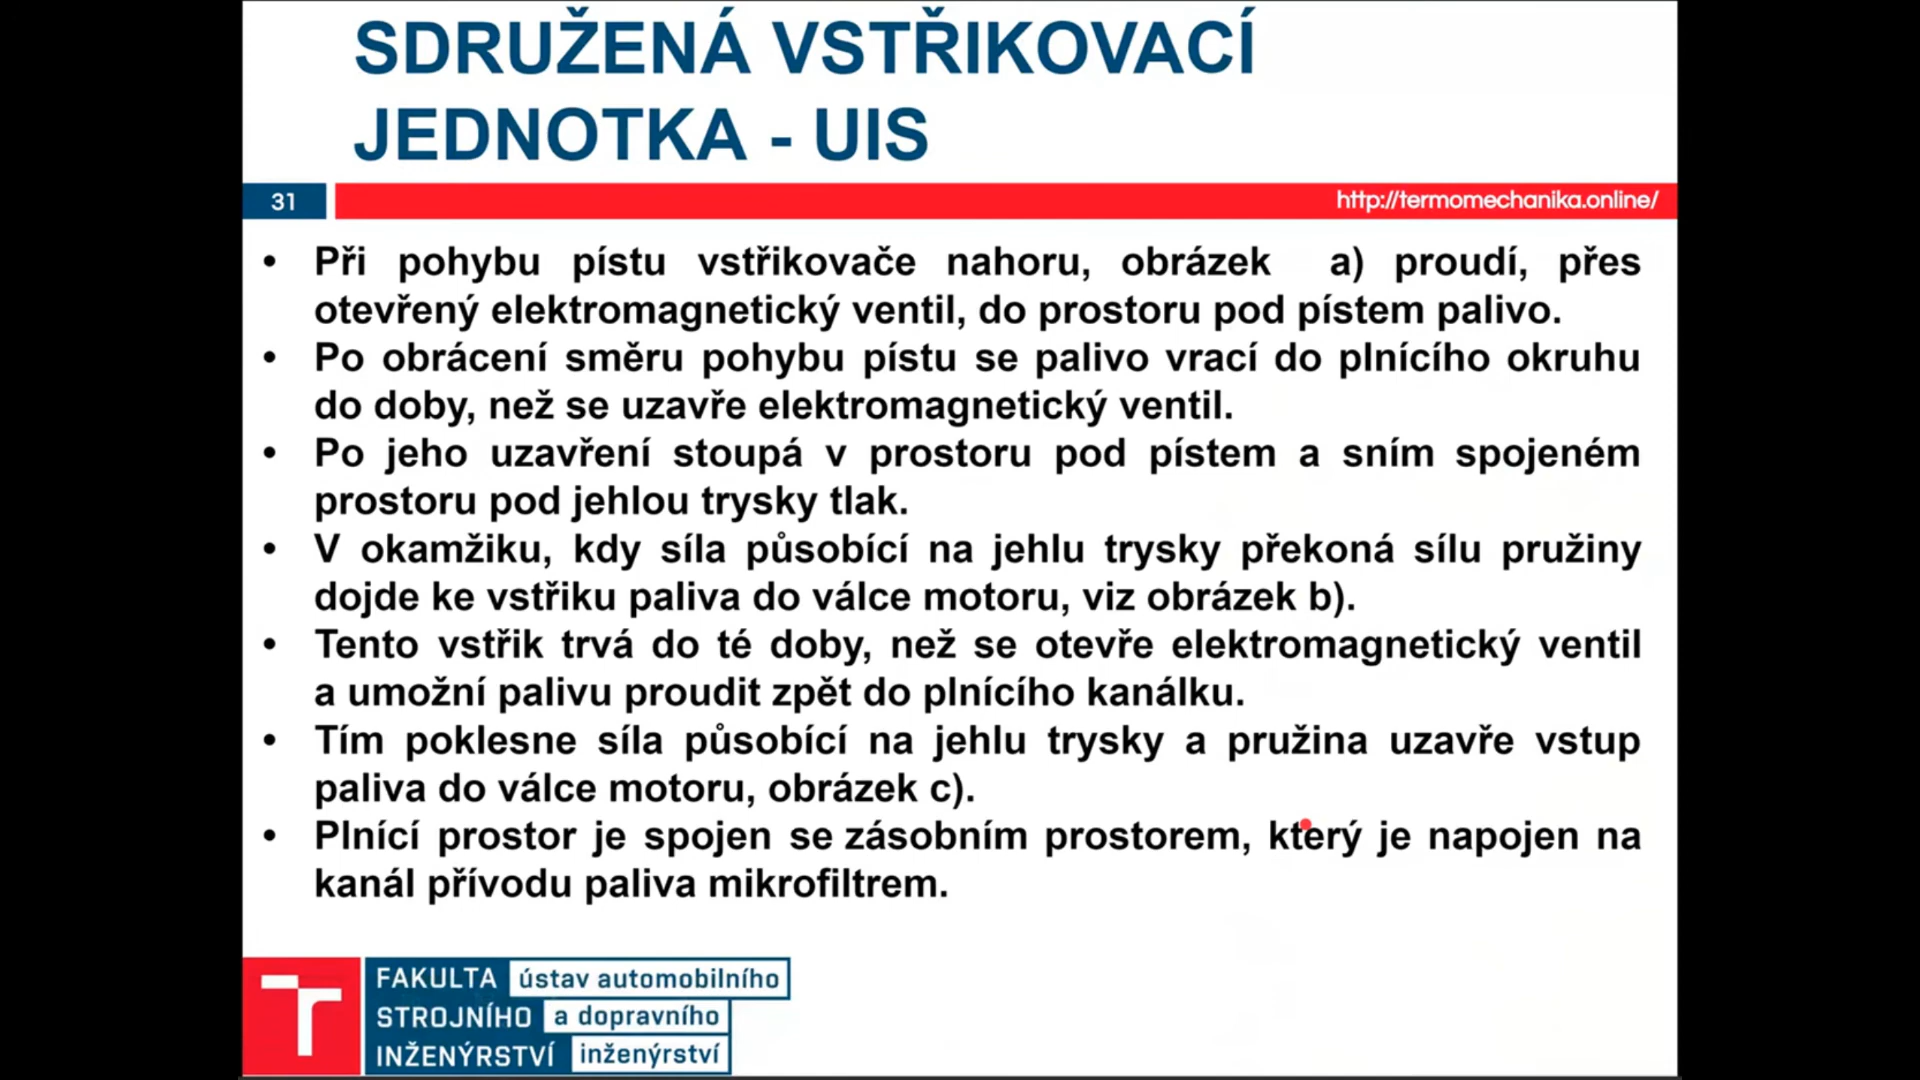 SDRUŽENÁ VSTŘIKOVACÍ
JEDNOTKA - UIS
31
http://termomechanika.online/
• Při pohybu pístu vstřikovače nahoru, obrázek a) proudí, přes
otevřený elektromagnetický ventil, do prostoru pod pístem palivo.
• Po obrácení směru pohybu pístu se palivo vrací do plnícího okruhu
do doby, než se uzavře elektromagnetický ventil.
• Po jeho uzavření stoupá v prostoru pod pístem a sním spojeném
prostoru pod jehlou trysky tlak.
• V okamžiku, kdy síla působící na jehlu trysky překoná sílu pružiny
dojde ke vstřiku paliva do válce motoru, viz obrázek b).
• Tento vstřik trvá do té doby, než se otevře elektromagnetický ventil
a umožní palivu proudit zpět do plnícího kanálku.
• Tím poklesne síla působící na jehlu trysky a pružina uzavře vstup
paliva do válce motoru, obrázek c).
• Plnící prostor je spojen se zásobním prostorem, který je napojen na
kanál přívodu paliva mikrofiltrem.
FAKULTA ústav automobilního
STROJNÍHO a dopravního
INŽENÝRSTVÍ inženýrství